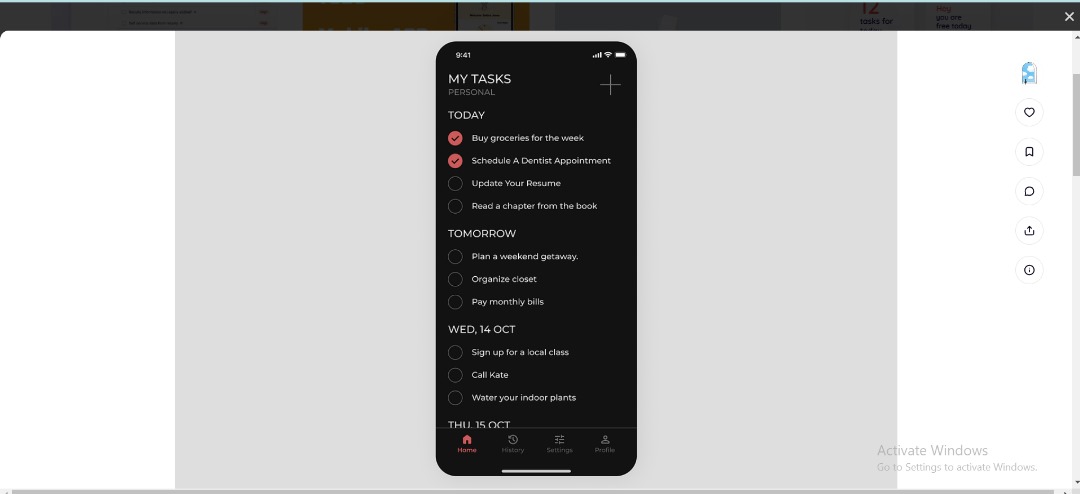 12
tasks for
Hey
you are
free today
9:41
MY TASKS
PERSONAL
TODAY
Buy groceries for the week
Schedule A Dentist Appointment
Update Your Resume
Read a chapter from the book
TOMORROW
Plan a weekend getaway.
Organize closet
Pay monthly bills
WED, 14 OCT
Sign up for a local class
Call Kate
Water your indoor plants
THU, 15 OCT
Home
History
Settings
Profile
Activate Windows
Go to Settings to activate Windows.